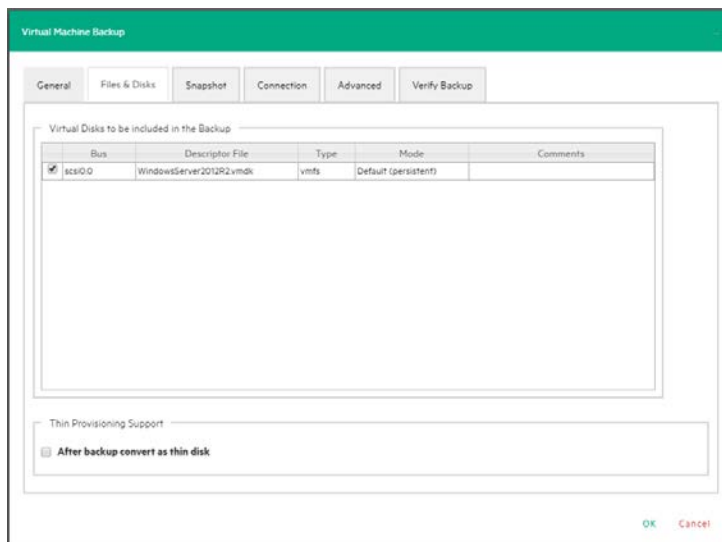 Virtual Machine Backup
General Files & Disks Snapshot Connection Advanced Verify Backup
Virtual Disks to be included in the Backup
Bus Descriptor File Type Mode Comments
scsi0:0 WindowsServer2012R2.vmdk vmfs Default (persistent)
Thin Provisioning Support
After backup convert as thin disk
OK Cancel